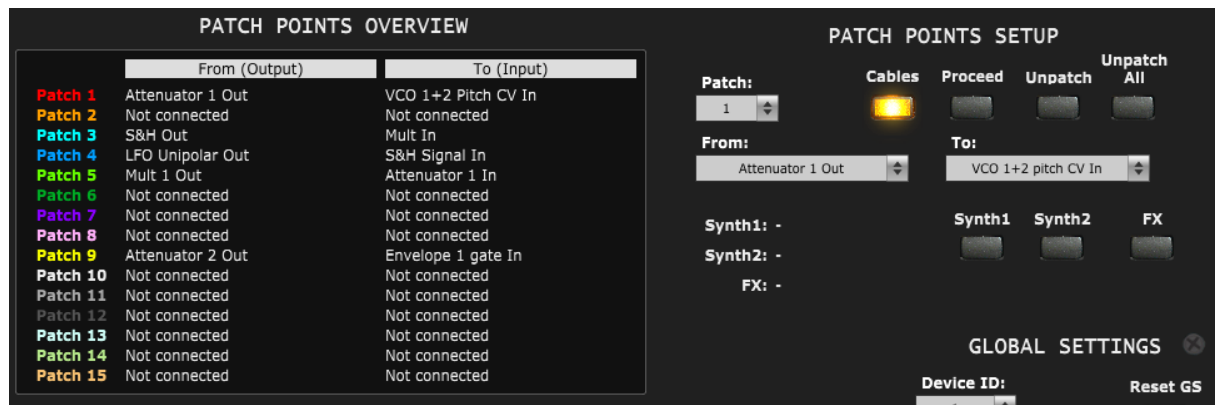 PATCH POINTS OVERVIEW
From (Output) To (Input)
Patch 1 Attenuator 1 Out VCO 1+2 Pitch CV In
Patch 2 Not connected Not connected
Patch 3 S&H Out Mult In
Patch 4 LFO Unipolar Out S&H Signal In
Patch 5 Mult 1 Out Attenuator 1 In
Patch 6 Not connected Not connected
Patch 7 Not connected Not connected
Patch 8 Not connected Not connected
Patch 9 Attenuator 2 Out Envelope 1 gate In
Patch 10 Not connected Not connected
Patch 11 Not connected Not connected
Patch 12 Not connected Not connected
Patch 13 Not connected Not connected
Patch 14 Not connected Not connected
Patch 15 Not connected Not connected
PATCH POINTS SETUP
Patch: Cables Proceed Unpatch Unpatch All
1
From: To:
Attenuator 1 Out VCO 1+2 pitch CV In
Synth1: - Synth1 Synth2 FX
Synth2: -
FX: -
GLOBAL SETTINGS
Device ID: Reset GS